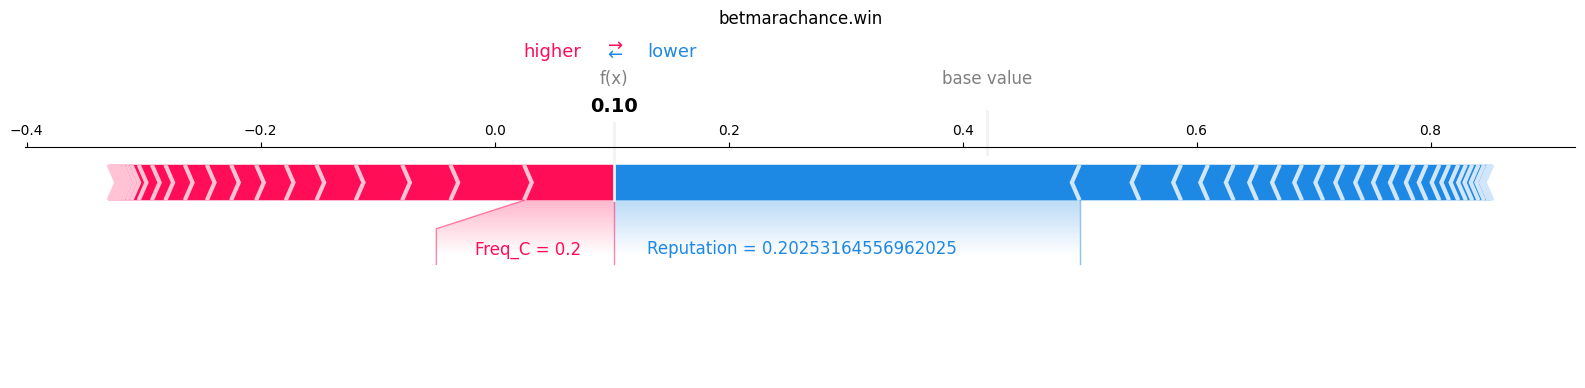 betmarachance.win
higher ⇄ lower
f(x) base value
0.10
−0.4 −0.2 0.0 0.2 0.4 0.6 0.8
Freq_C = 0.2 Reputation = 0.20253164556962025